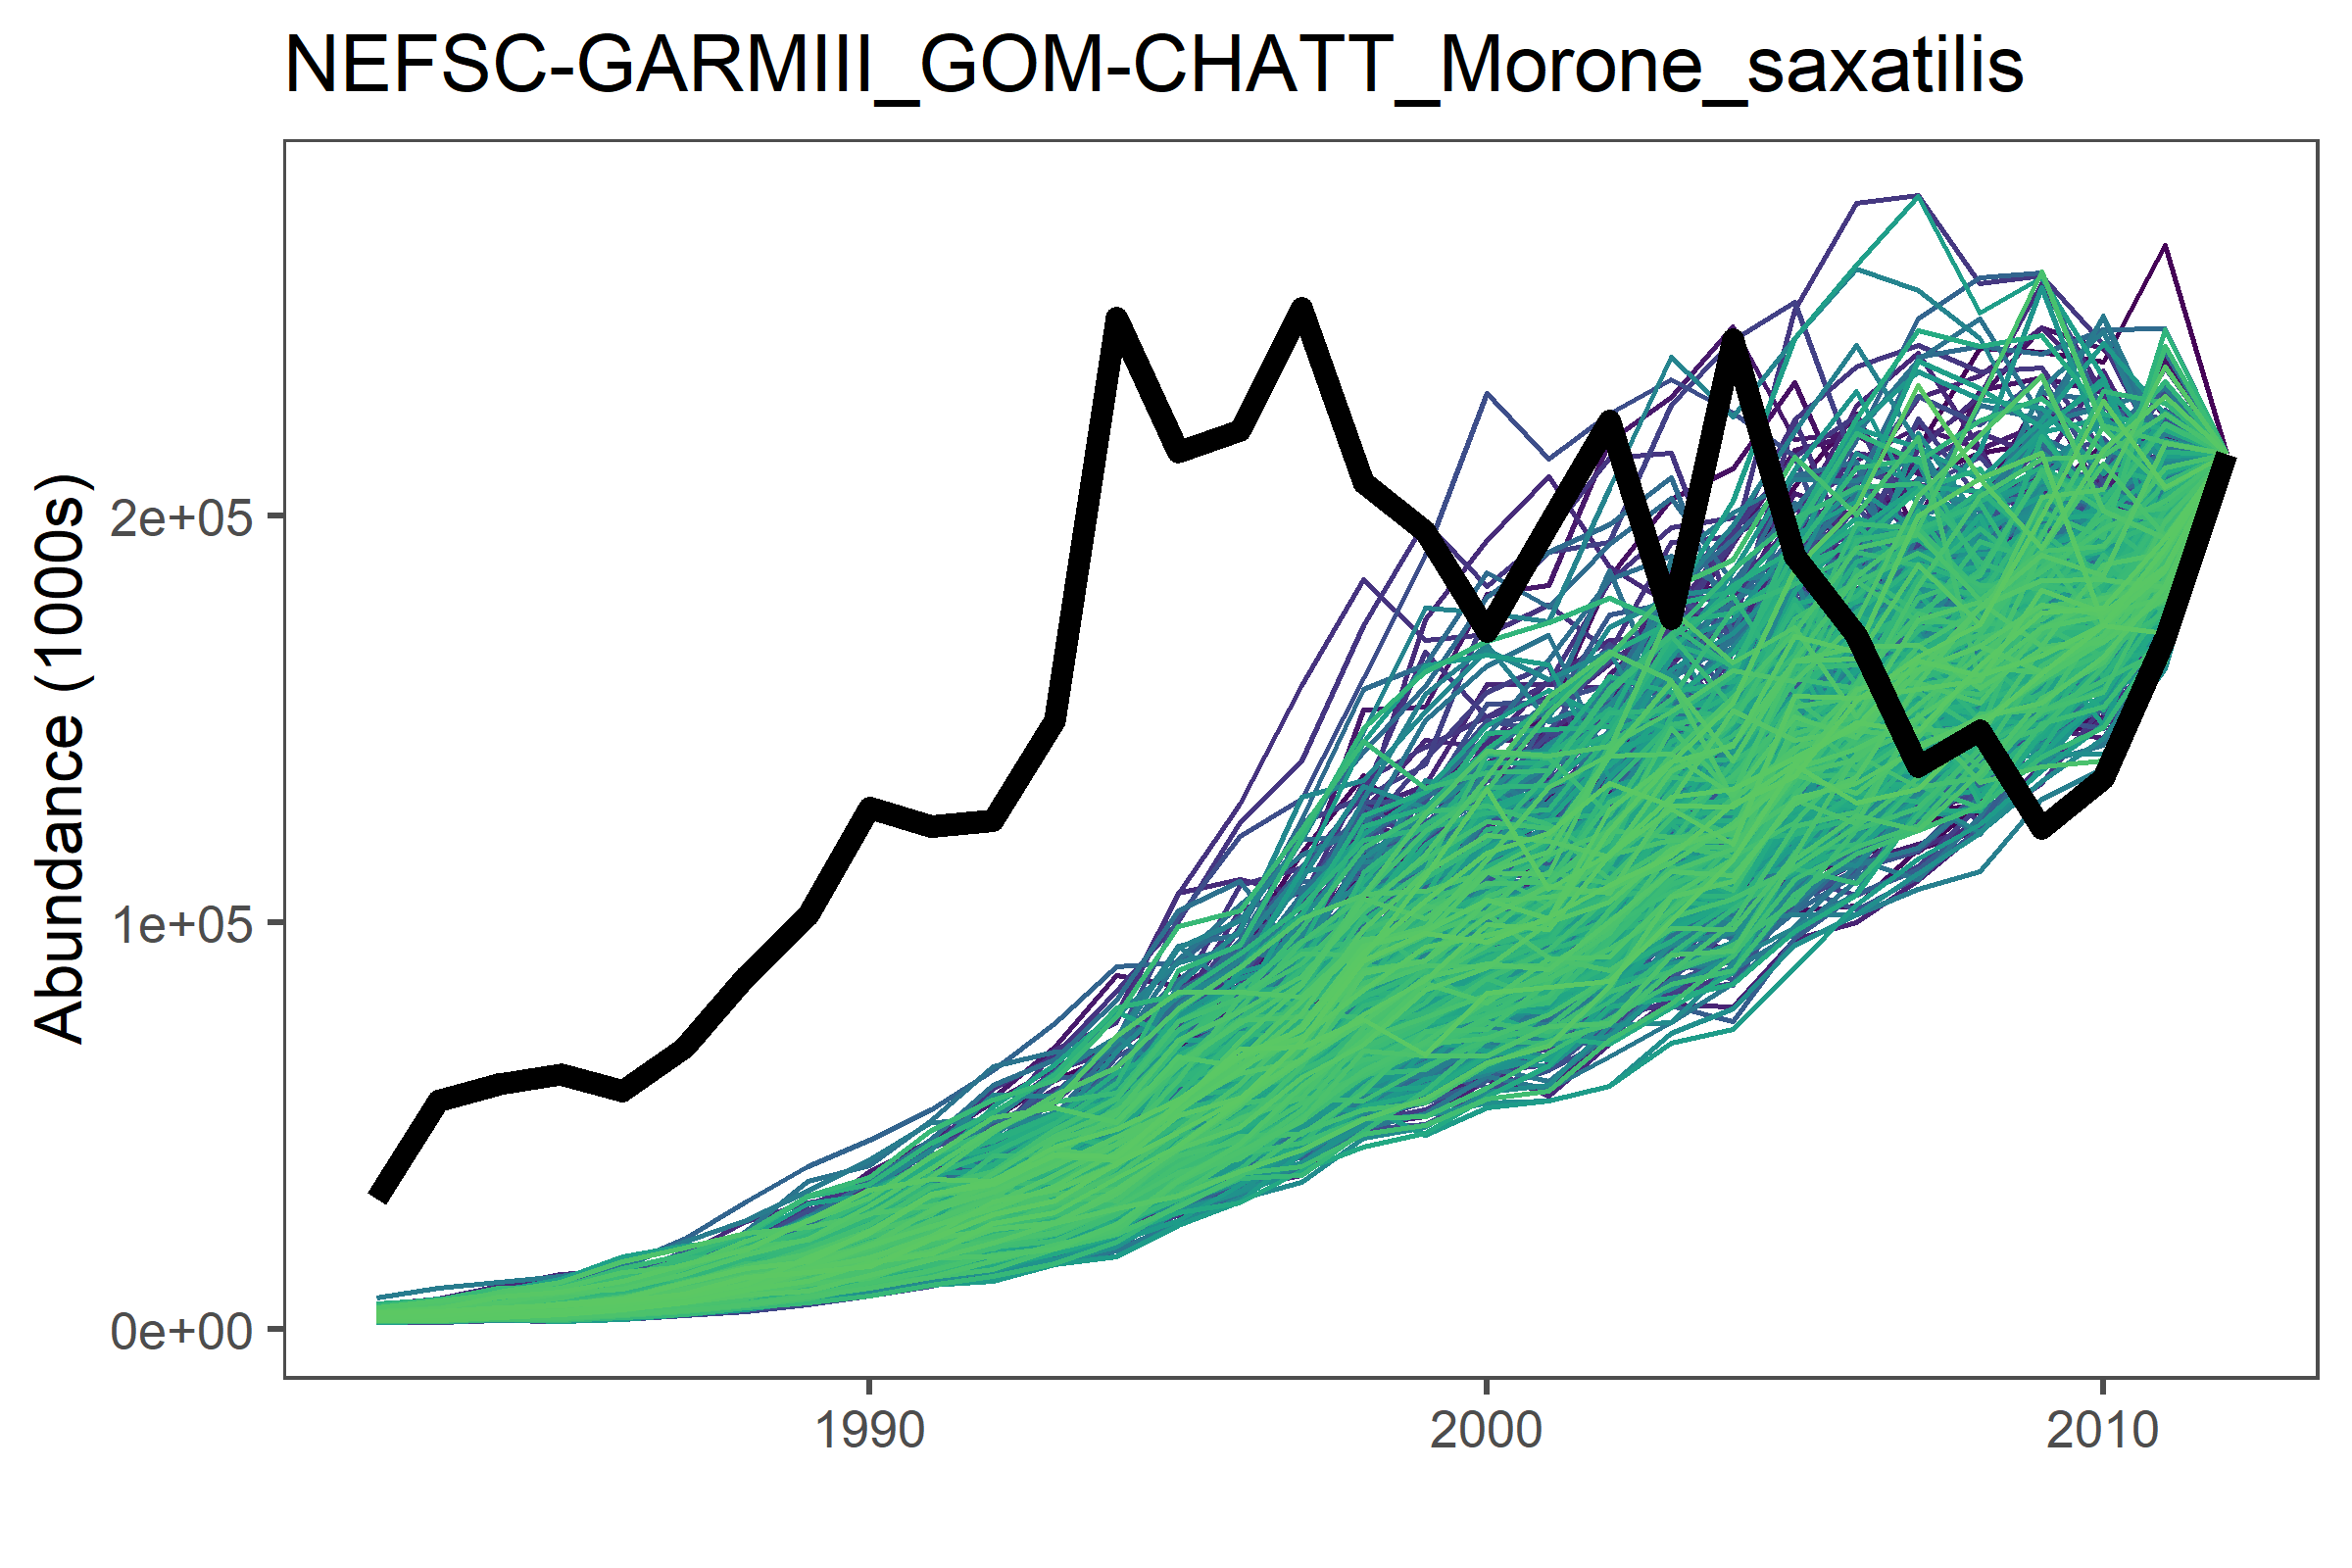 NEFSC-GARMIII_GOM-CHATT_Morone_saxatilis
Abundance (1000s)
2e+05
1e+05
0e+00
1990 2000 2010